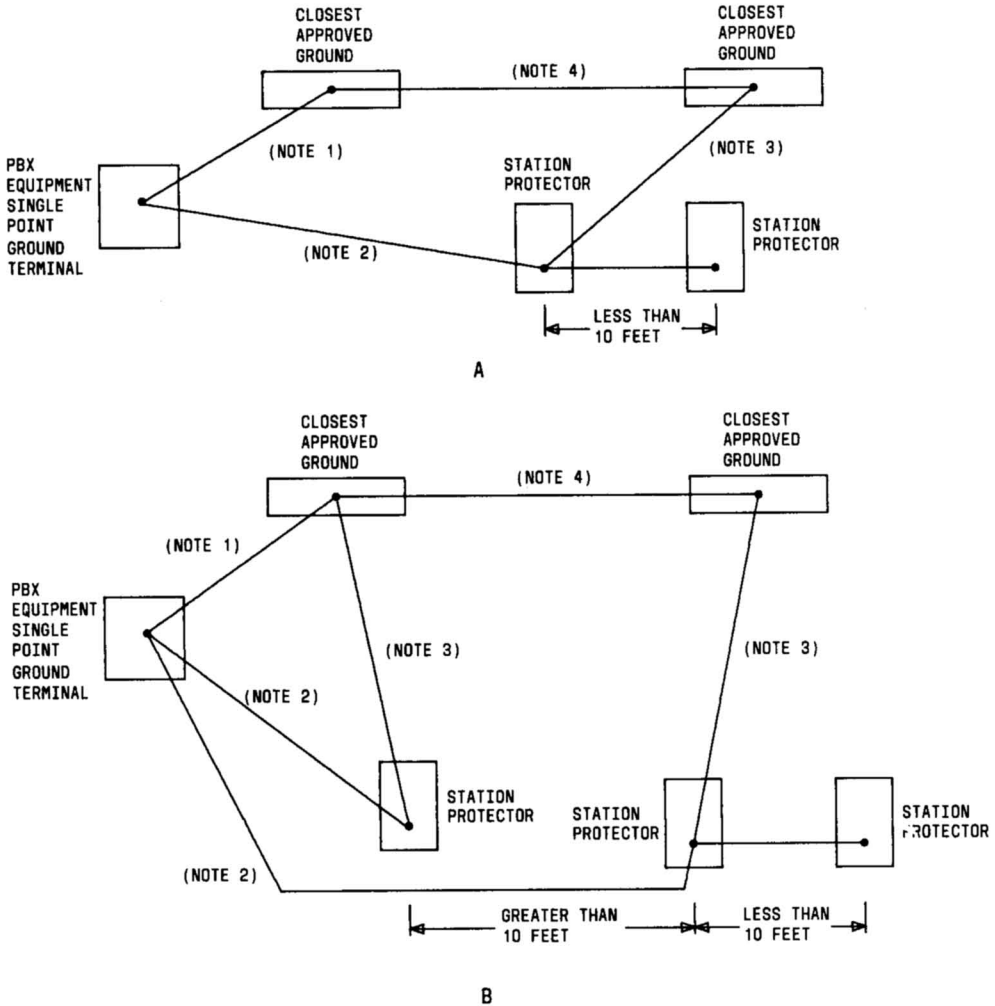 CLOSEST
APPROVED
GROUND
CLOSEST
APPROVED
GROUND
(NOTE 4)
(NOTE 1)
(NOTE 3)
PBX
EQUIPMENT
SINGLE
POINT
GROUND
TERMINAL
STATION
PROTECTOR
STATION
PROTECTOR
(NOTE 2)
LESS THAN
10 FEET
A
CLOSEST
APPROVED
GROUND
CLOSEST
APPROVED
GROUND
(NOTE 4)
(NOTE 1)
PBX
EQUIPMENT
SINGLE
POINT
GROUND
TERMINAL
(NOTE 3)
(NOTE 3)
(NOTE 2)
STATION
PROTECTOR
STATION
PROTECTOR
STATION
PROTECTOR
(NOTE 2)
GREATER THAN
10 FEET
LESS THAN
10 FEET
B